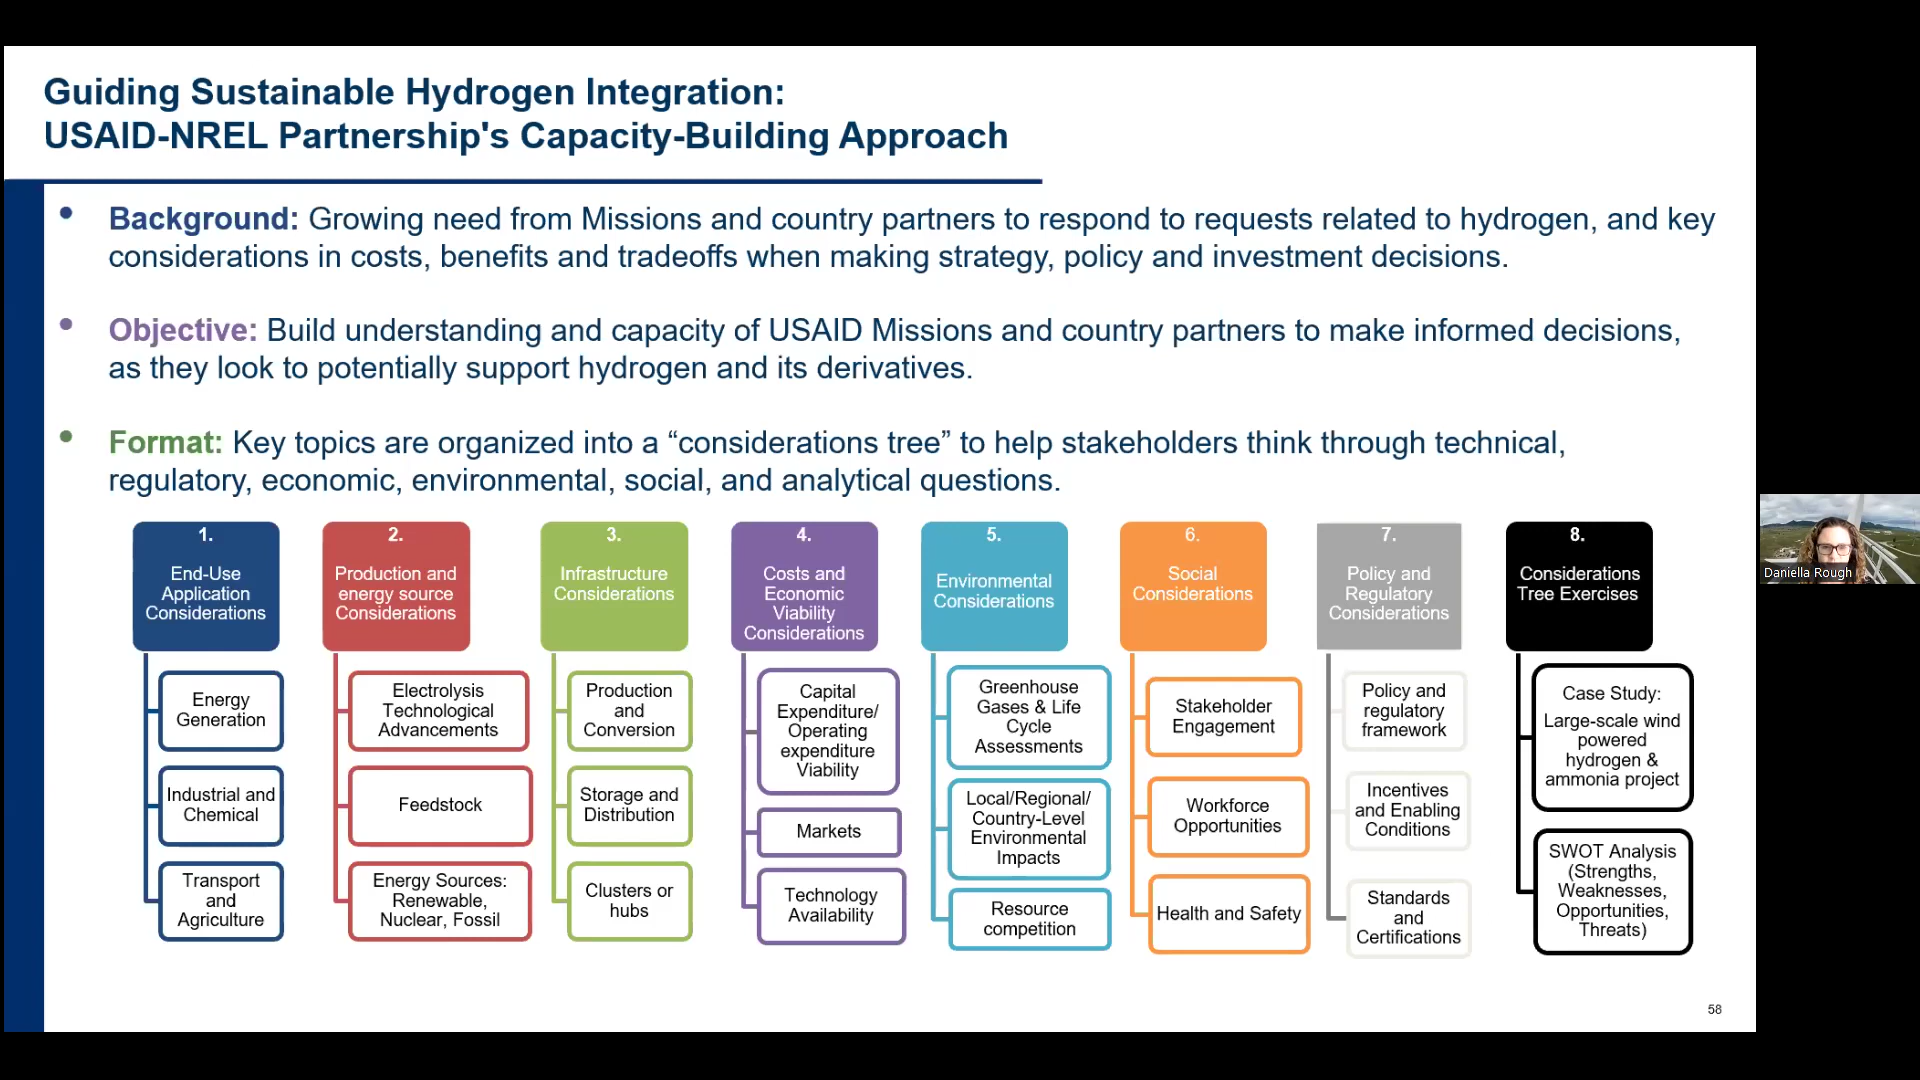 Guiding Sustainable Hydrogen Integration:
USAID-NREL Partnership's Capacity-Building Approach
• Background: Growing need from Missions and country partners to respond to requests related to hydrogen, and key
considerations in costs, benefits and tradeoffs when making strategy, policy and investment decisions.
• Objective: Build understanding and capacity of USAID Missions and country partners to make informed decisions,
as they look to potentially support hydrogen and its derivatives.
• Format: Key topics are organized into a “considerations tree” to help stakeholders think through technical,
regulatory, economic, environmental, social, and analytical questions.
1.
End-Use
Application
Considerations
Energy
Generation
Industrial and
Chemical
Transport
and
Agriculture
2.
Production and
energy source
Considerations
Electrolysis
Technological
Advancements
Feedstock
Energy Sources:
Renewable,
Nuclear, Fossil
3.
Infrastructure
Considerations
Production
and
Conversion
Storage and
Distribution
Clusters or
hubs
4.
Costs and
Economic
Viability
Considerations
Capital
Expenditure/
Operating
expenditure
Viability
Markets
Technology
Availability
5.
Environmental
Considerations
Greenhouse
Gases & Life
Cycle
Assessments
Local/Regional/
Country-Level
Environmental
Impacts
Resource
competition
6.
Social
Considerations
Stakeholder
Engagement
Workforce
Opportunities
Health and Safety
7.
Policy and
Regulatory
Considerations
Policy and
regulatory
framework
Incentives
and Enabling
Conditions
Standards
and
Certifications
8.
Considerations
Tree Exercises
Case Study:
Large-scale wind
powered
hydrogen &
ammonia project
SWOT Analysis
(Strengths,
Weaknesses,
Opportunities,
Threats)
58
Daniella Rough